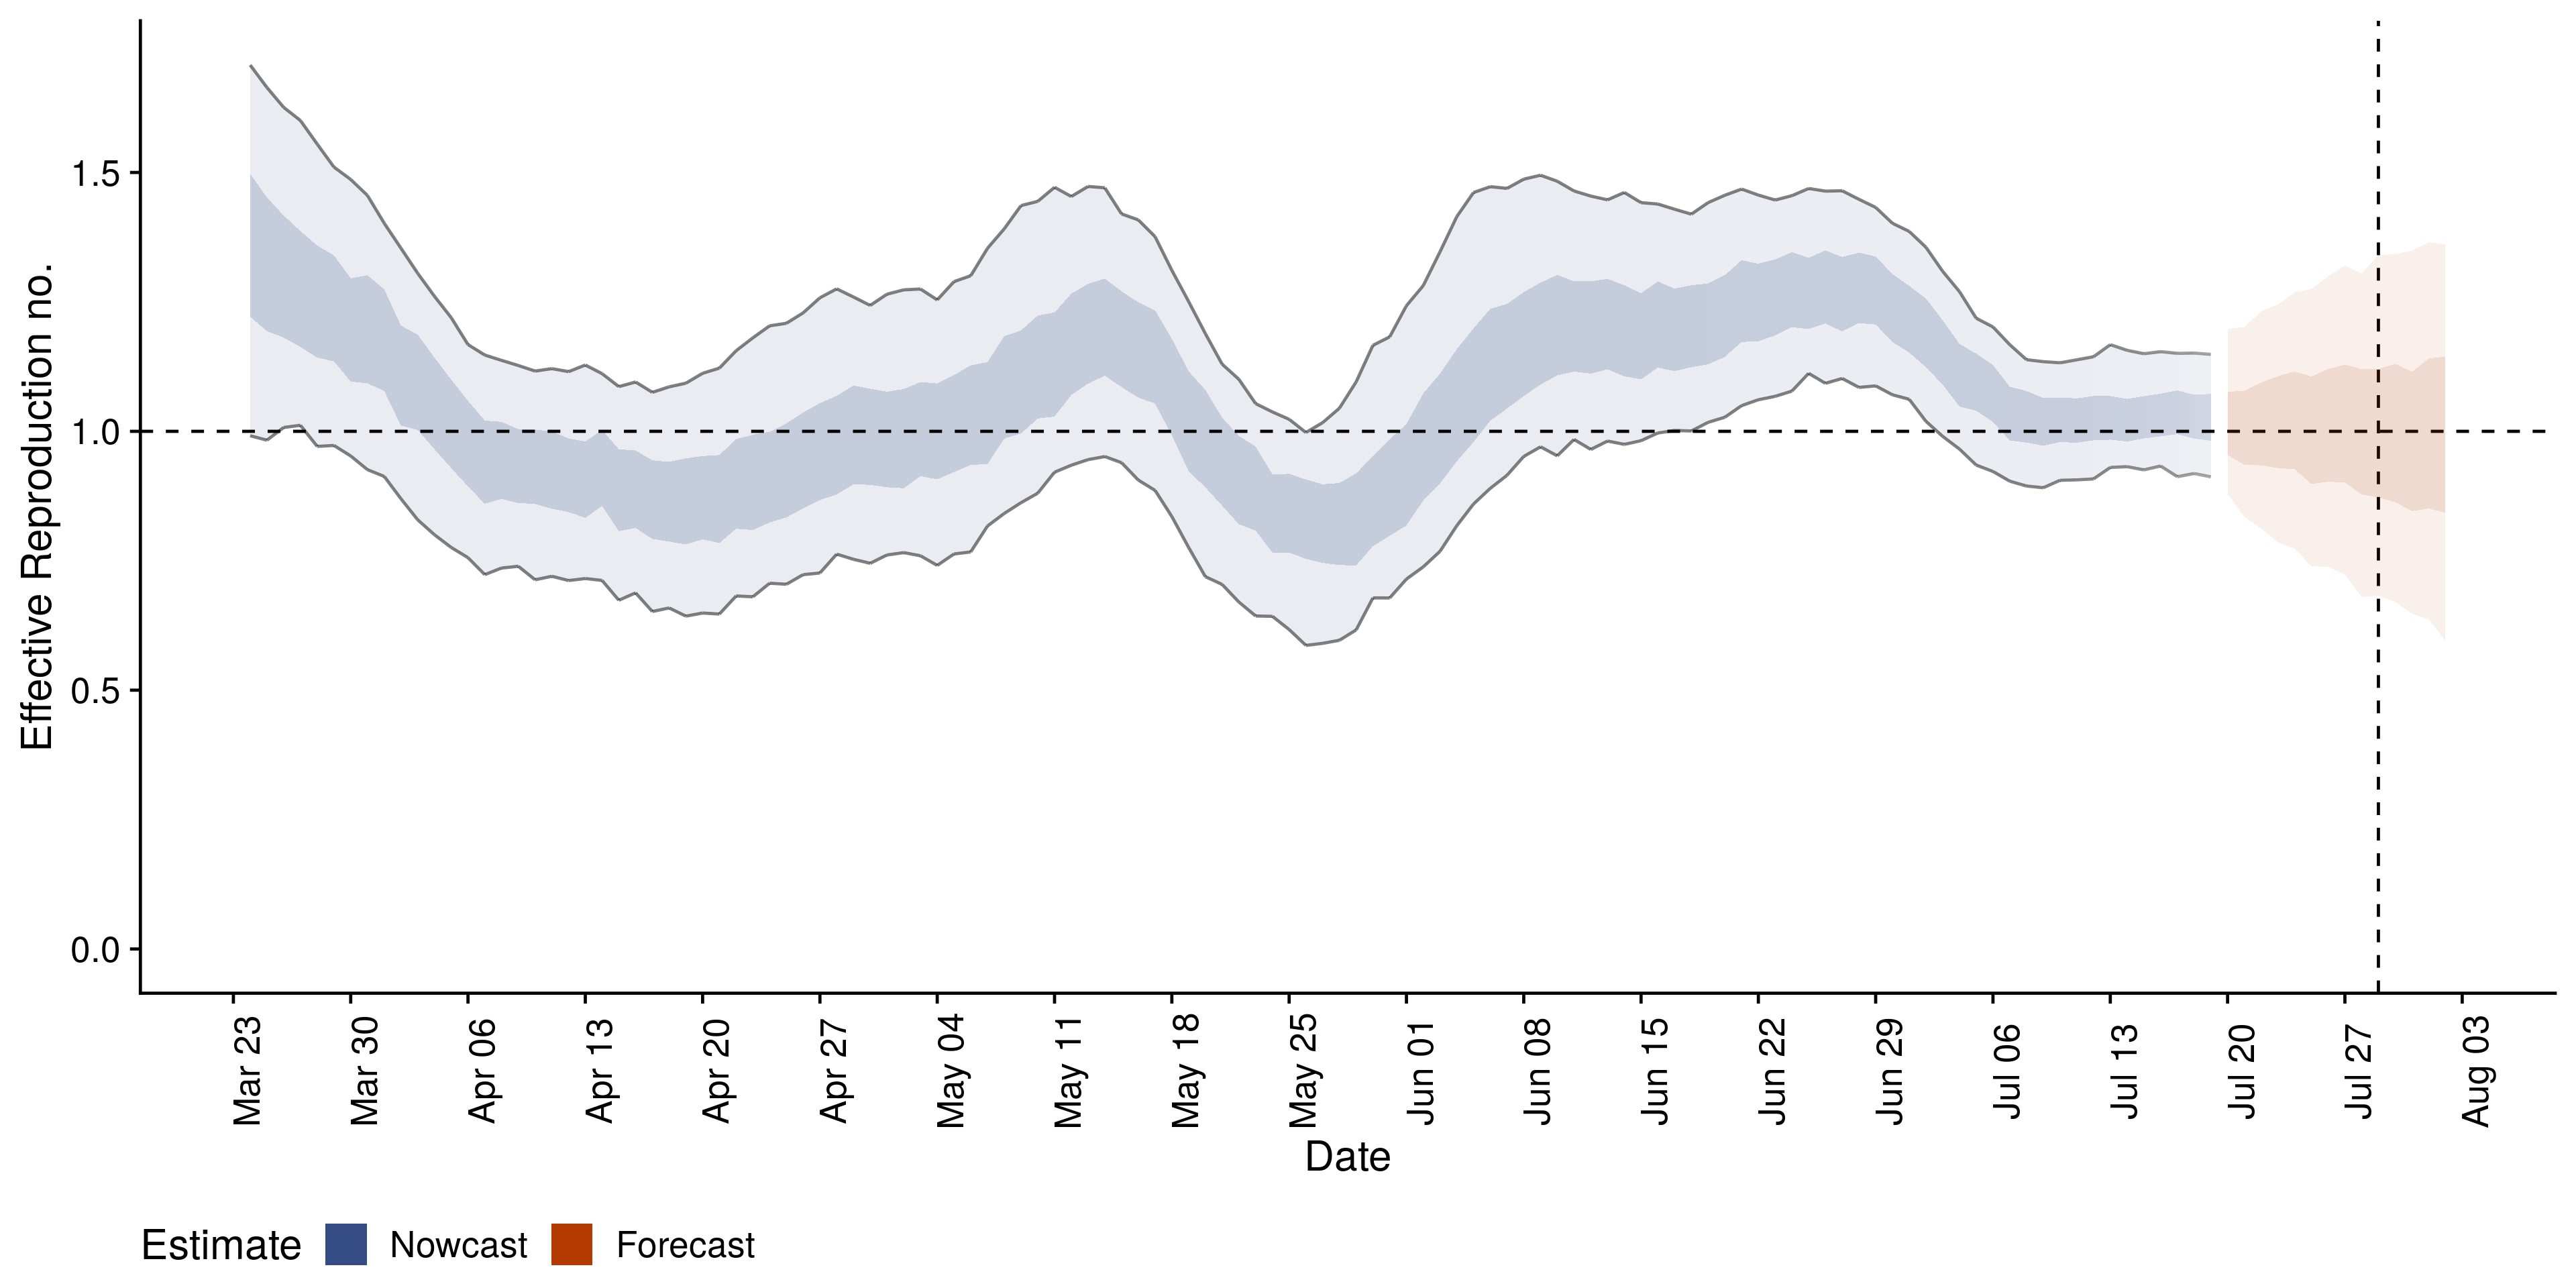 Effective Reproduction no.
1.5
1.0
0.5
0.0
Mar 23
Mar 30
Apr 06
Apr 13
Apr 20
Apr 27
May 04
May 11
May 18
May 25
Jun 01
Jun 08
Jun 15
Jun 22
Jun 29
Jul 06
Jul 13
Jul 20
Jul 27
Aug 03
Date
Estimate Nowcast Forecast